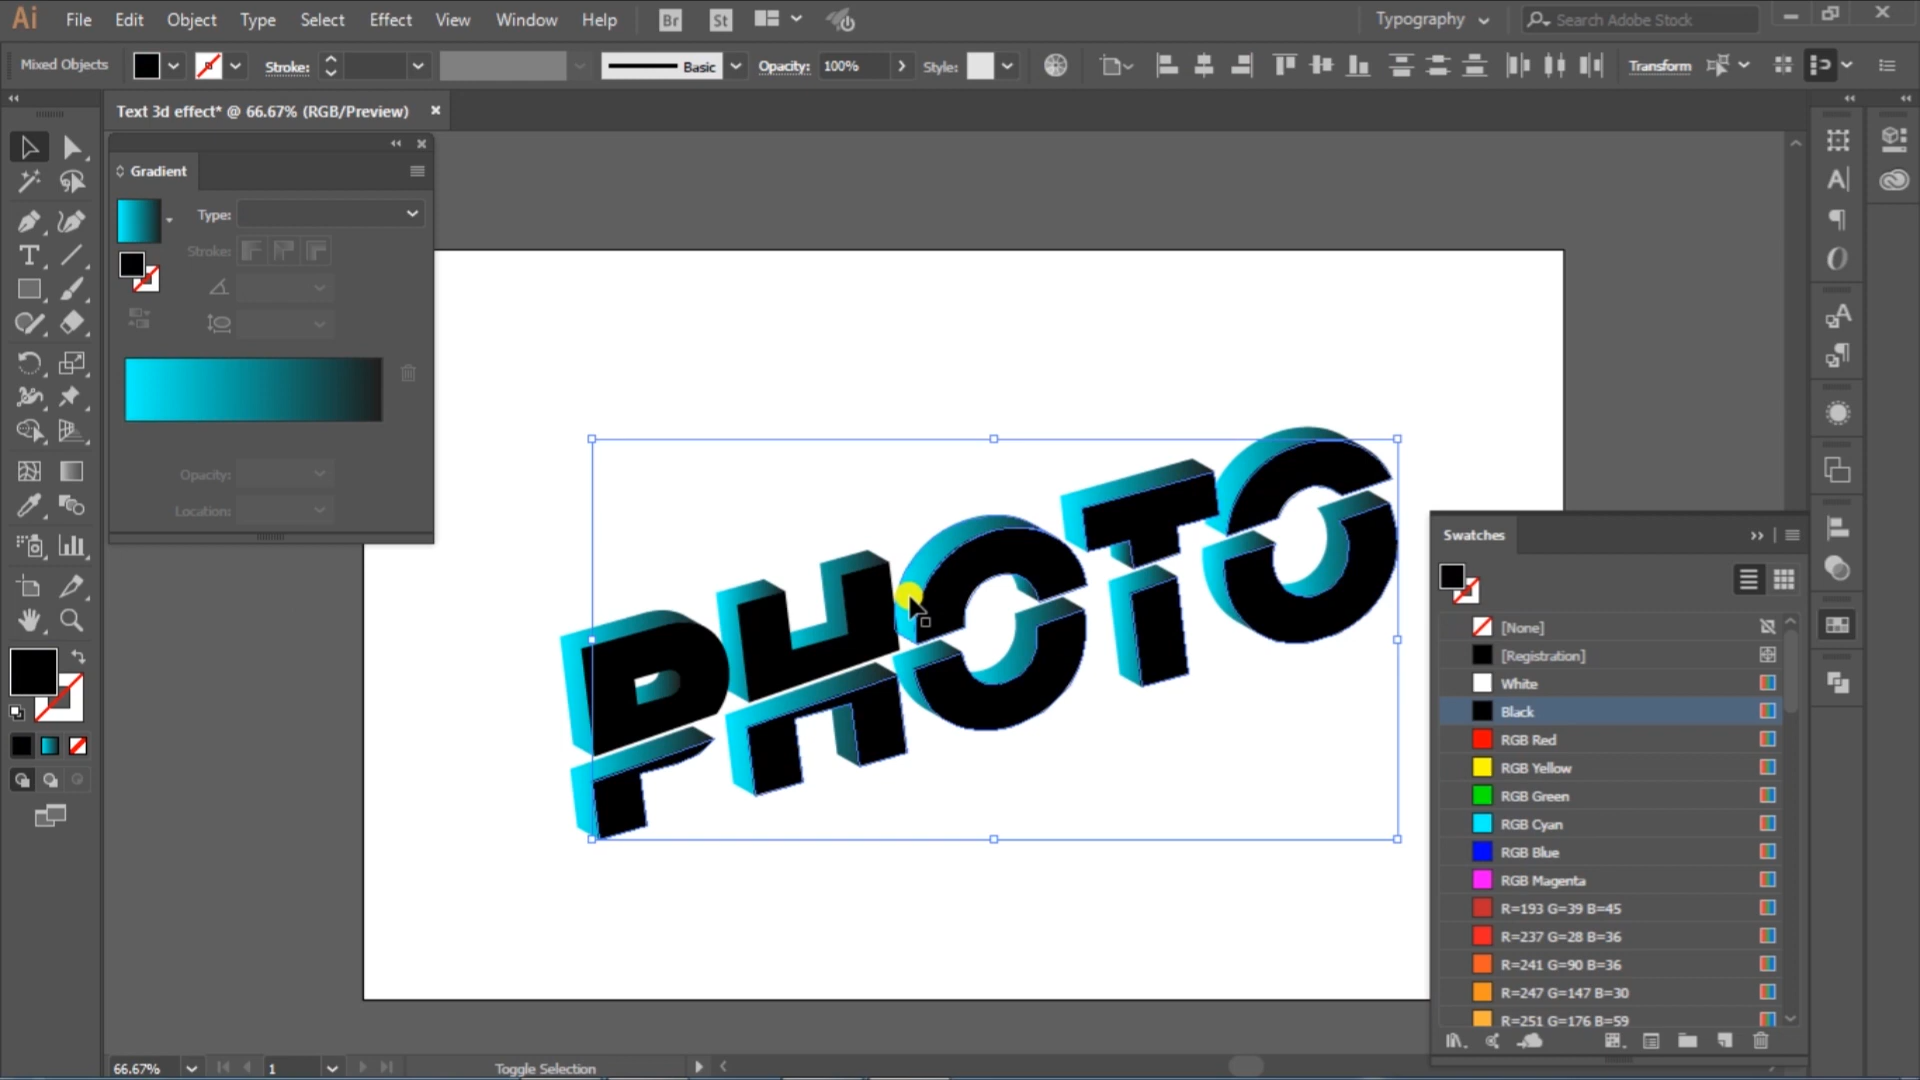 Ai File Edit Object Type Select Effect View Window Help Br St Typography Search Adobe Stock
Mixed Objects Stroke: Basic Opacity: 100% Style: Transform
Text 3d effect* @ 66.67% (RGB/Preview)
Gradient
Type:
Stroke:
Opacity:
Location:
PHOTO
Swatches
[None]
[Registration]
White
Black
RGB Red
RGB Yellow
RGB Green
RGB Cyan
RGB Blue
RGB Magenta
R=193 G=39 B=45
R=237 G=28 B=36
R=241 G=90 B=36
R=247 G=147 B=30
R=251 G=176 B=59
66.67% 1 Toggle Selection